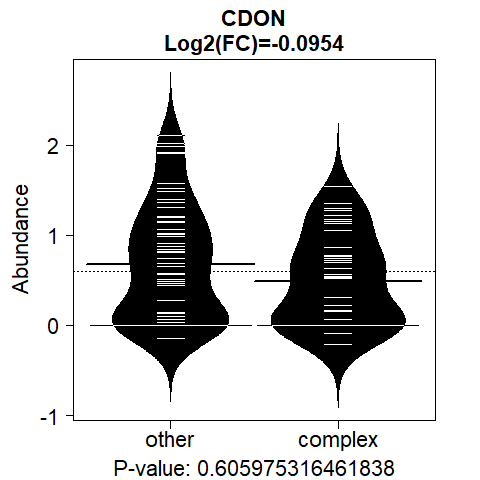 CDON
Log2(FC)=-0.0954
Abundance
2
1
0
-1
other complex
P-value: 0.605975316461838